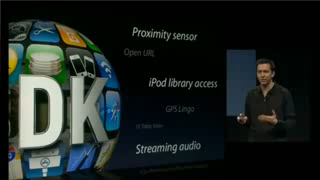 DK
Proximity sensor
Open URL
iPod library access
GPS Lingo
Streaming audio